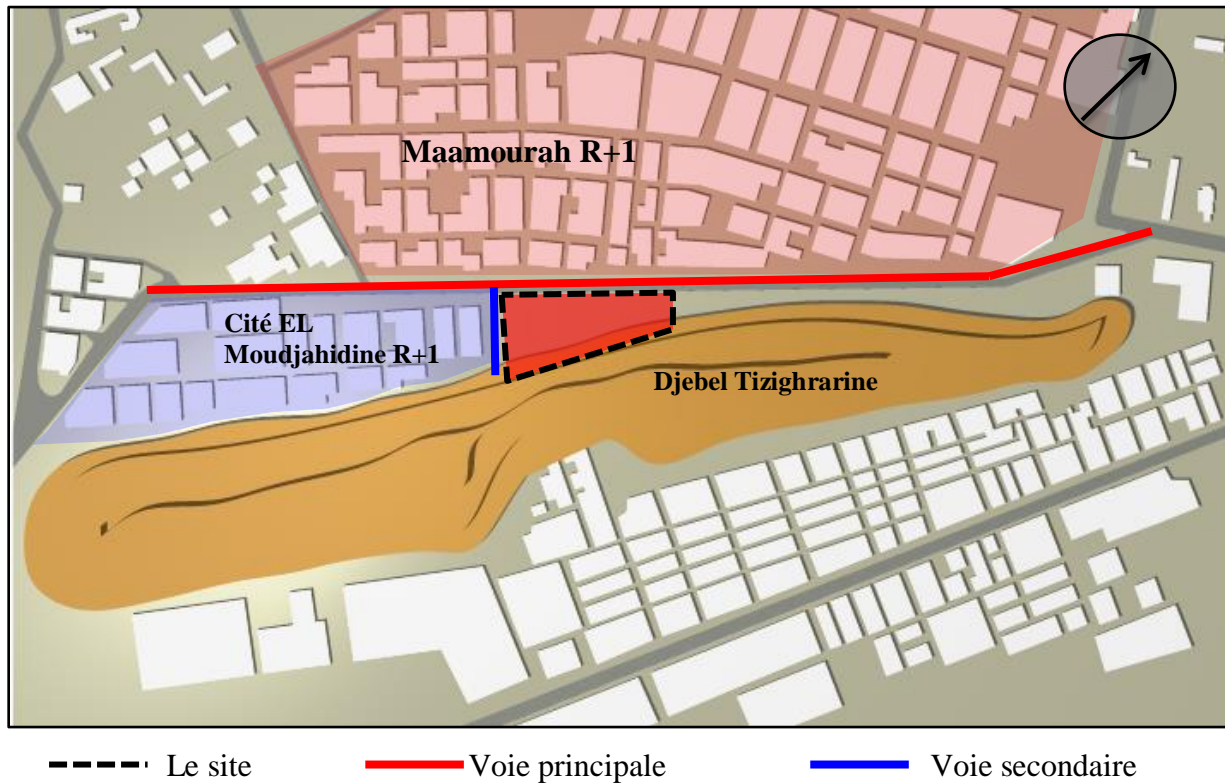 Maamourah R+1
Cité EL
Moudjahidine R+1
Djebel Tizighrarine
Le site
Voie principale
Voie secondaire